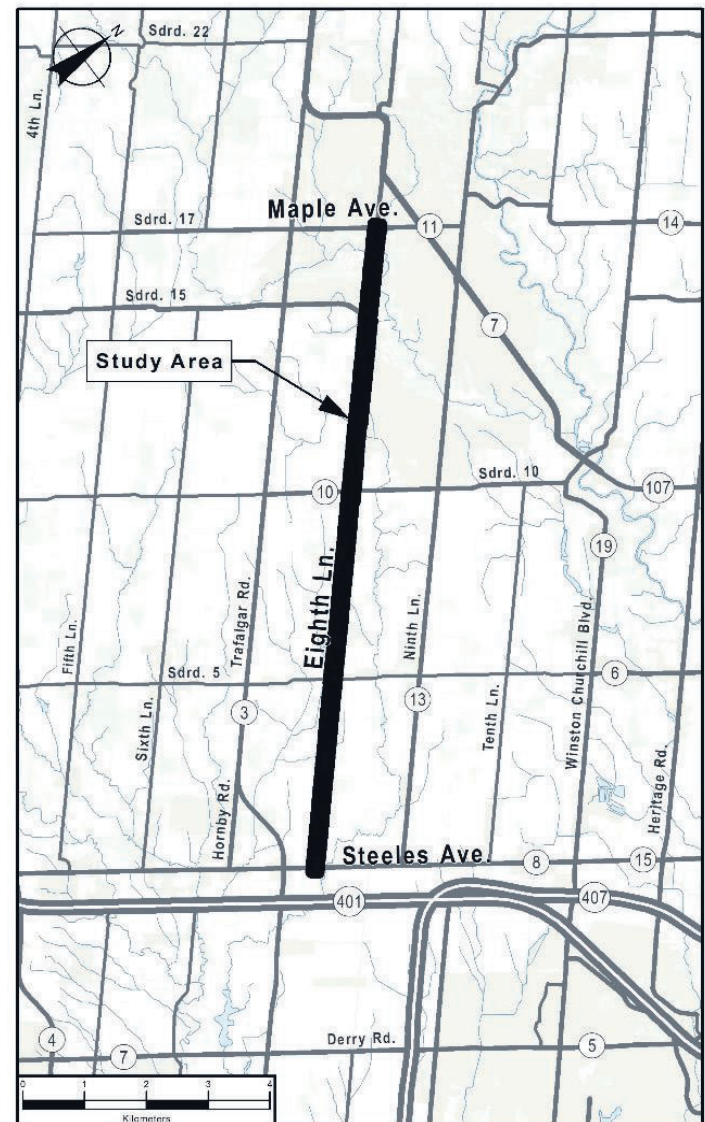 Sdrd. 22
N
4th Ln.
Maple Ave.
Sdrd. 17
11
14
Sdrd. 15
7
Study Area
Sdrd. 10
10
107
19
Eighth Ln.
Fifth Ln.
Trafalgar Rd.
Ninth Ln.
Winston Churchill Blvd.
Sdrd. 5
6
Sixth Ln.
3
13
Tenth Ln.
Heritage Rd.
Hornby Rd.
Steeles Ave.
8
15
401
407
4
7
Derry Rd.
5
0 1 2 3 4
Kilometers